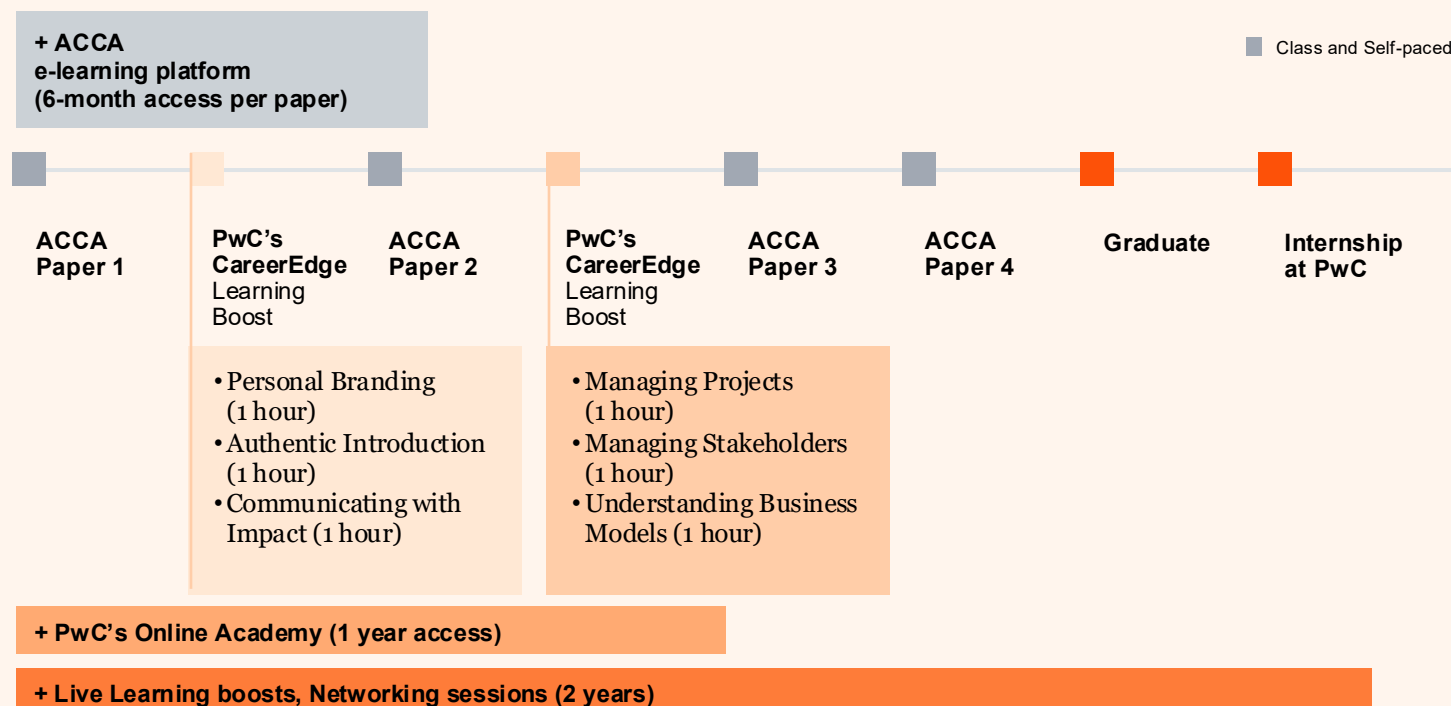 + ACCA
e-learning platform
(6-month access per paper)
Class and Self-paced
ACCA
Paper 1
PwC’s
CareerEdge
Learning
Boost
ACCA
Paper 2
PwC’s
CareerEdge
Learning
Boost
ACCA
Paper 3
ACCA
Paper 4
Graduate
Internship
at PwC
• Personal Branding
(1 hour)
• Authentic Introduction
(1 hour)
• Communicating with
Impact (1 hour)
• Managing Projects
(1 hour)
• Managing Stakeholders
(1 hour)
• Understanding Business
Models (1 hour)
+ PwC’s Online Academy (1 year access)
+ Live Learning boosts, Networking sessions (2 years)